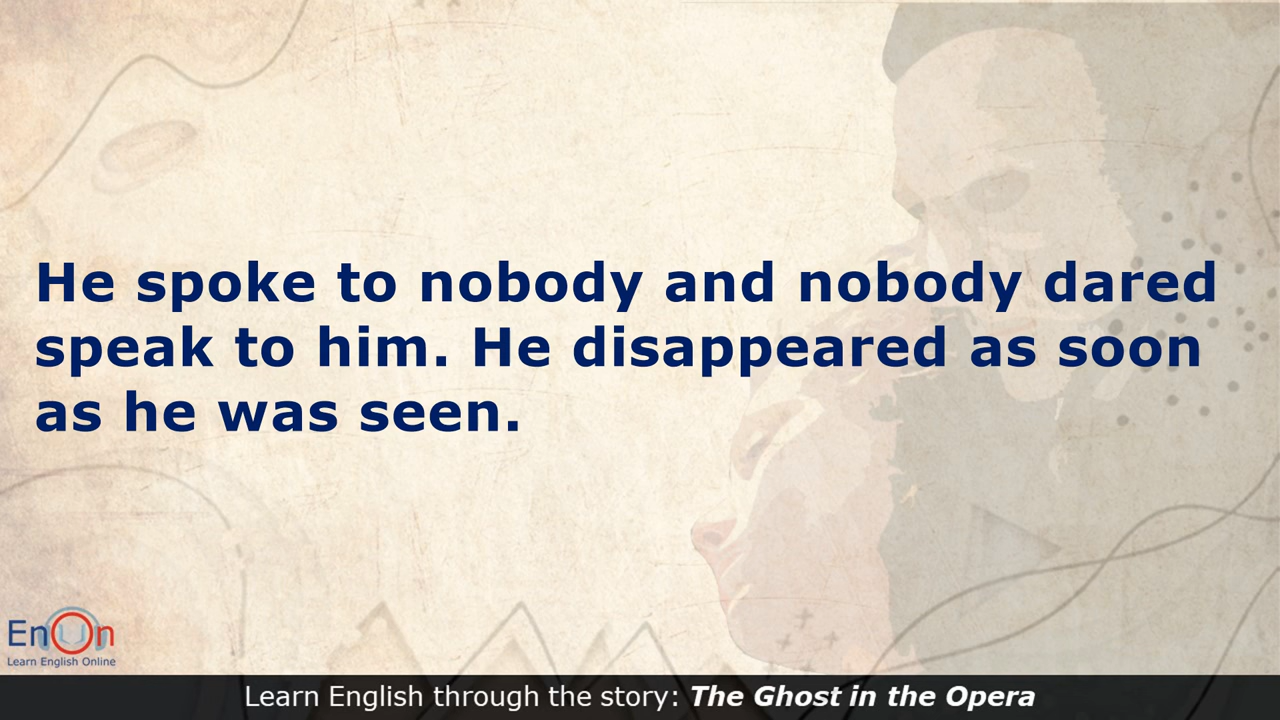 He spoke to nobody and nobody dared
speak to him. He disappeared as soon
as he was seen.
EnOn
Learn English Online
Learn English through the story: The Ghost in the Opera